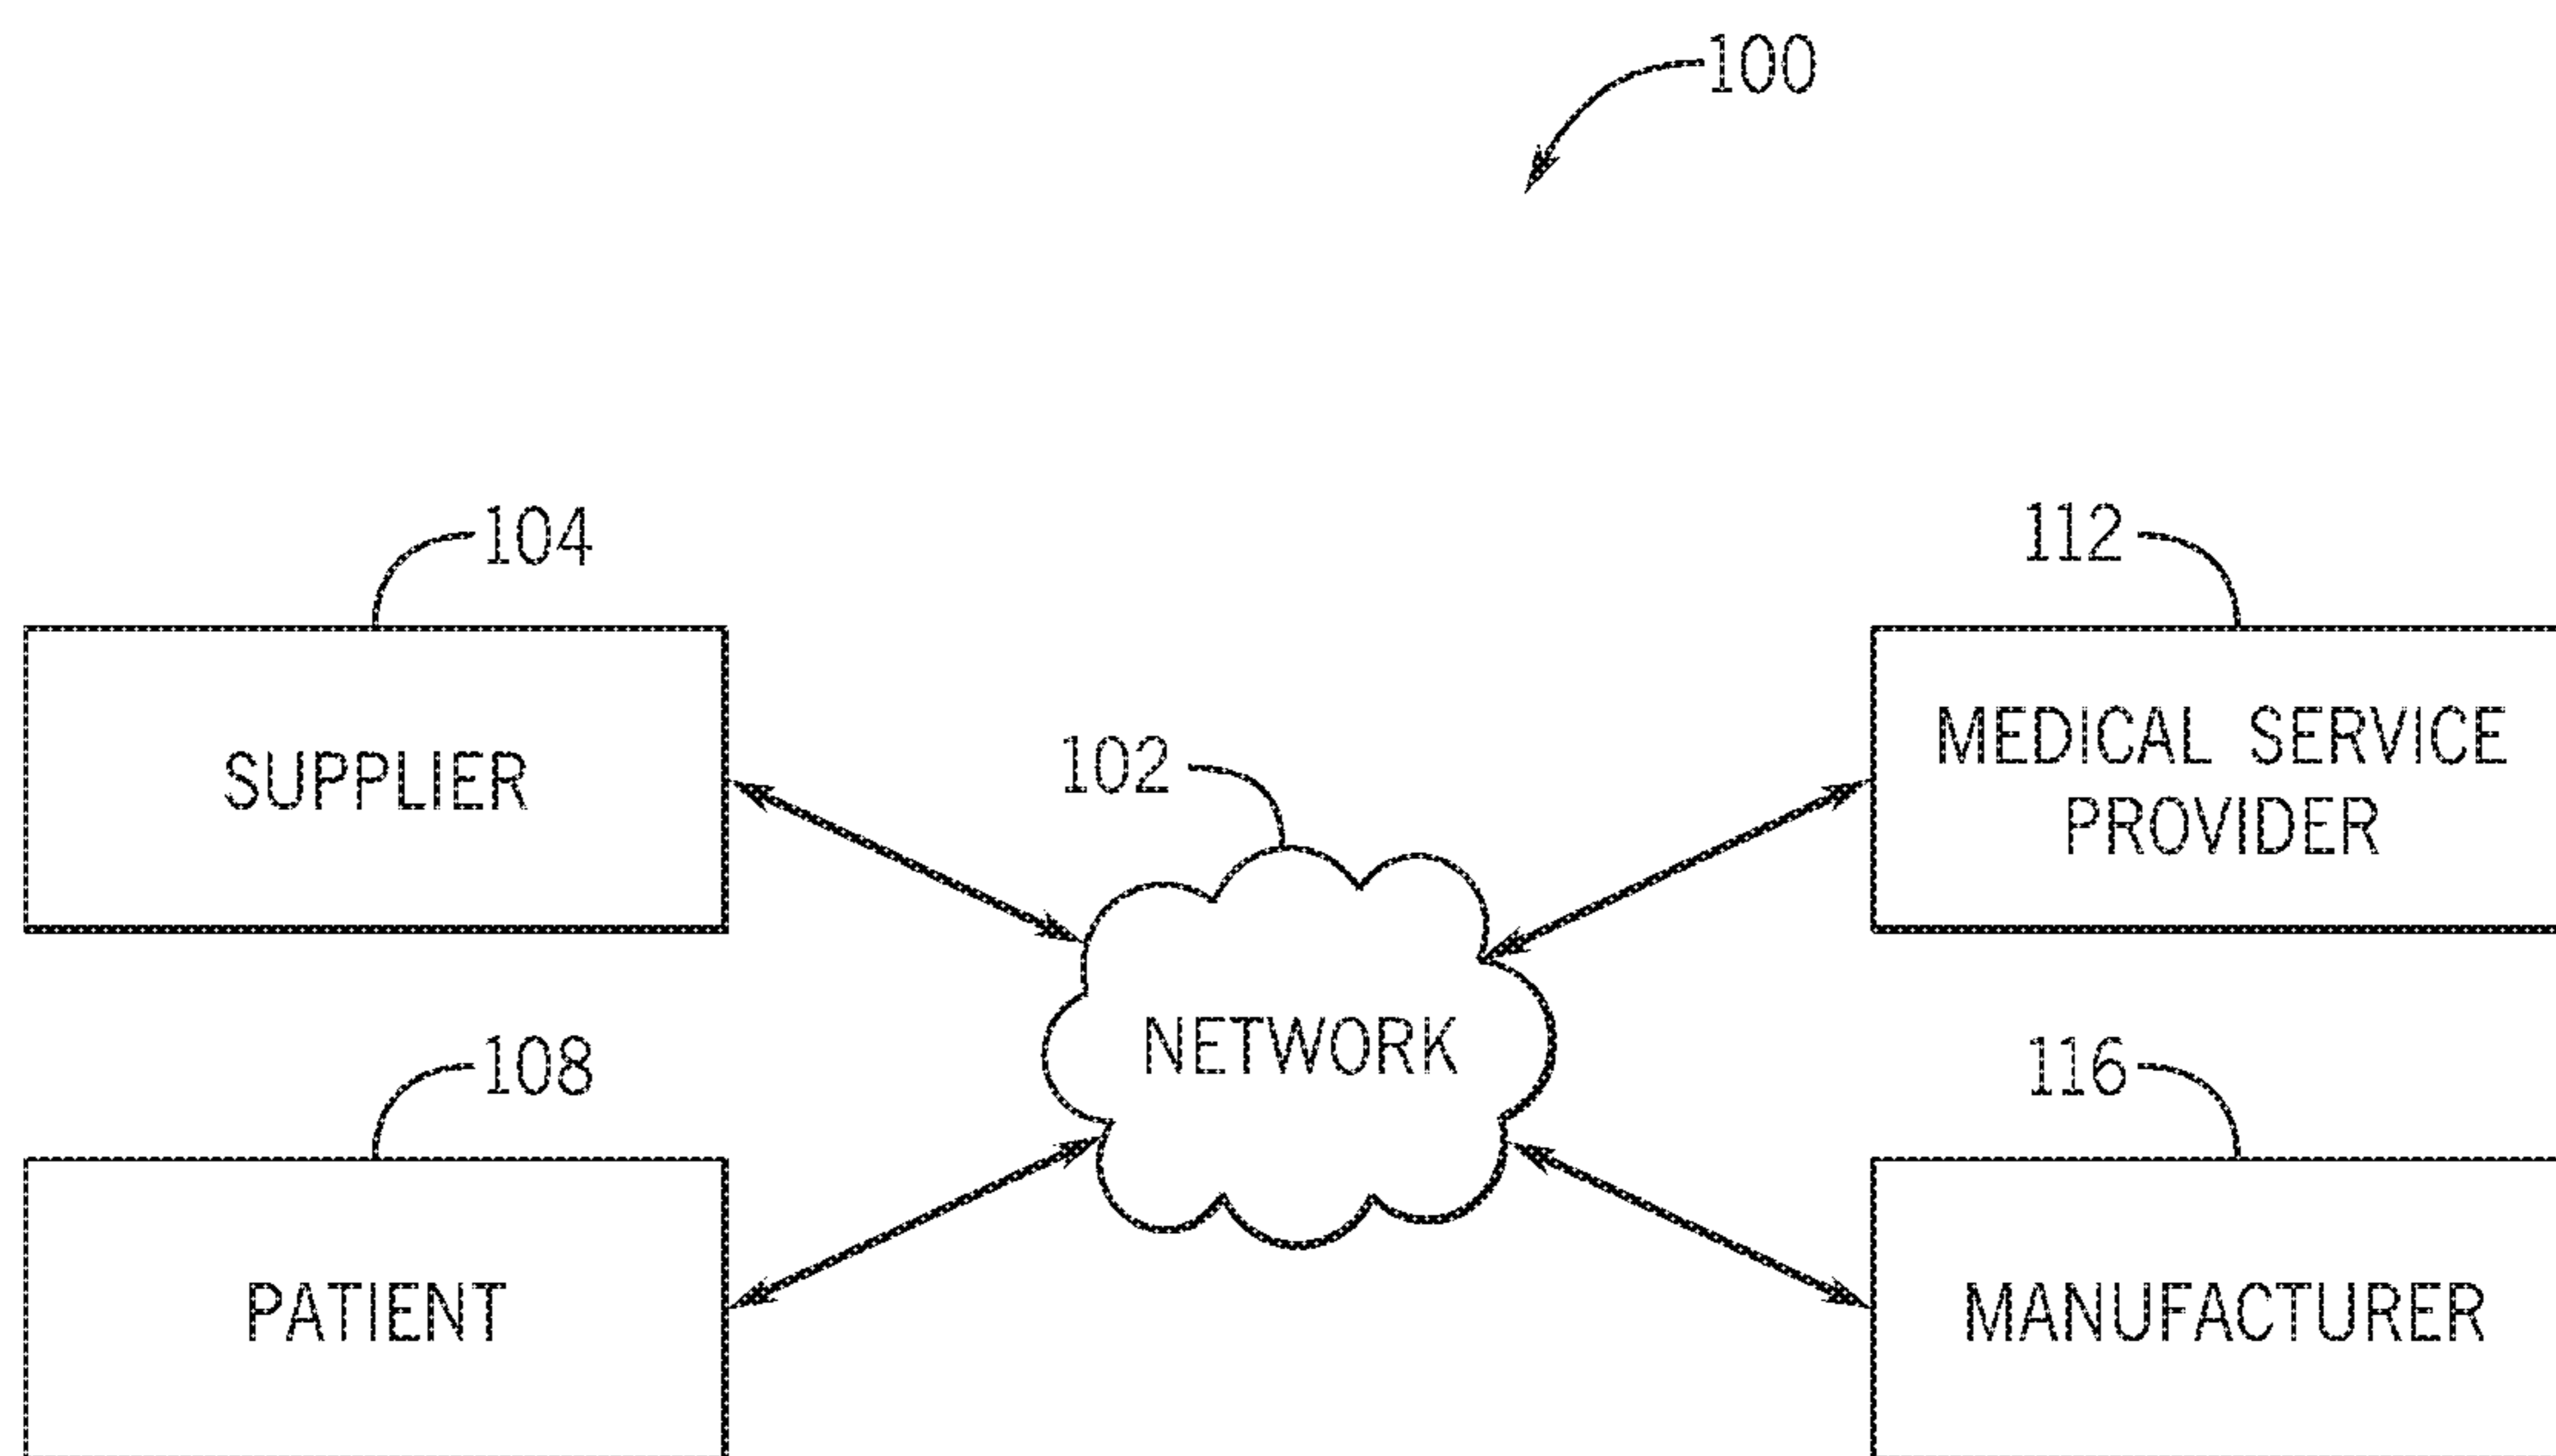 100
104
112
SUPPLIER
MEDICAL SERVICE
PROVIDER
102
NETWORK
108
116
PATIENT
MANUFACTURER